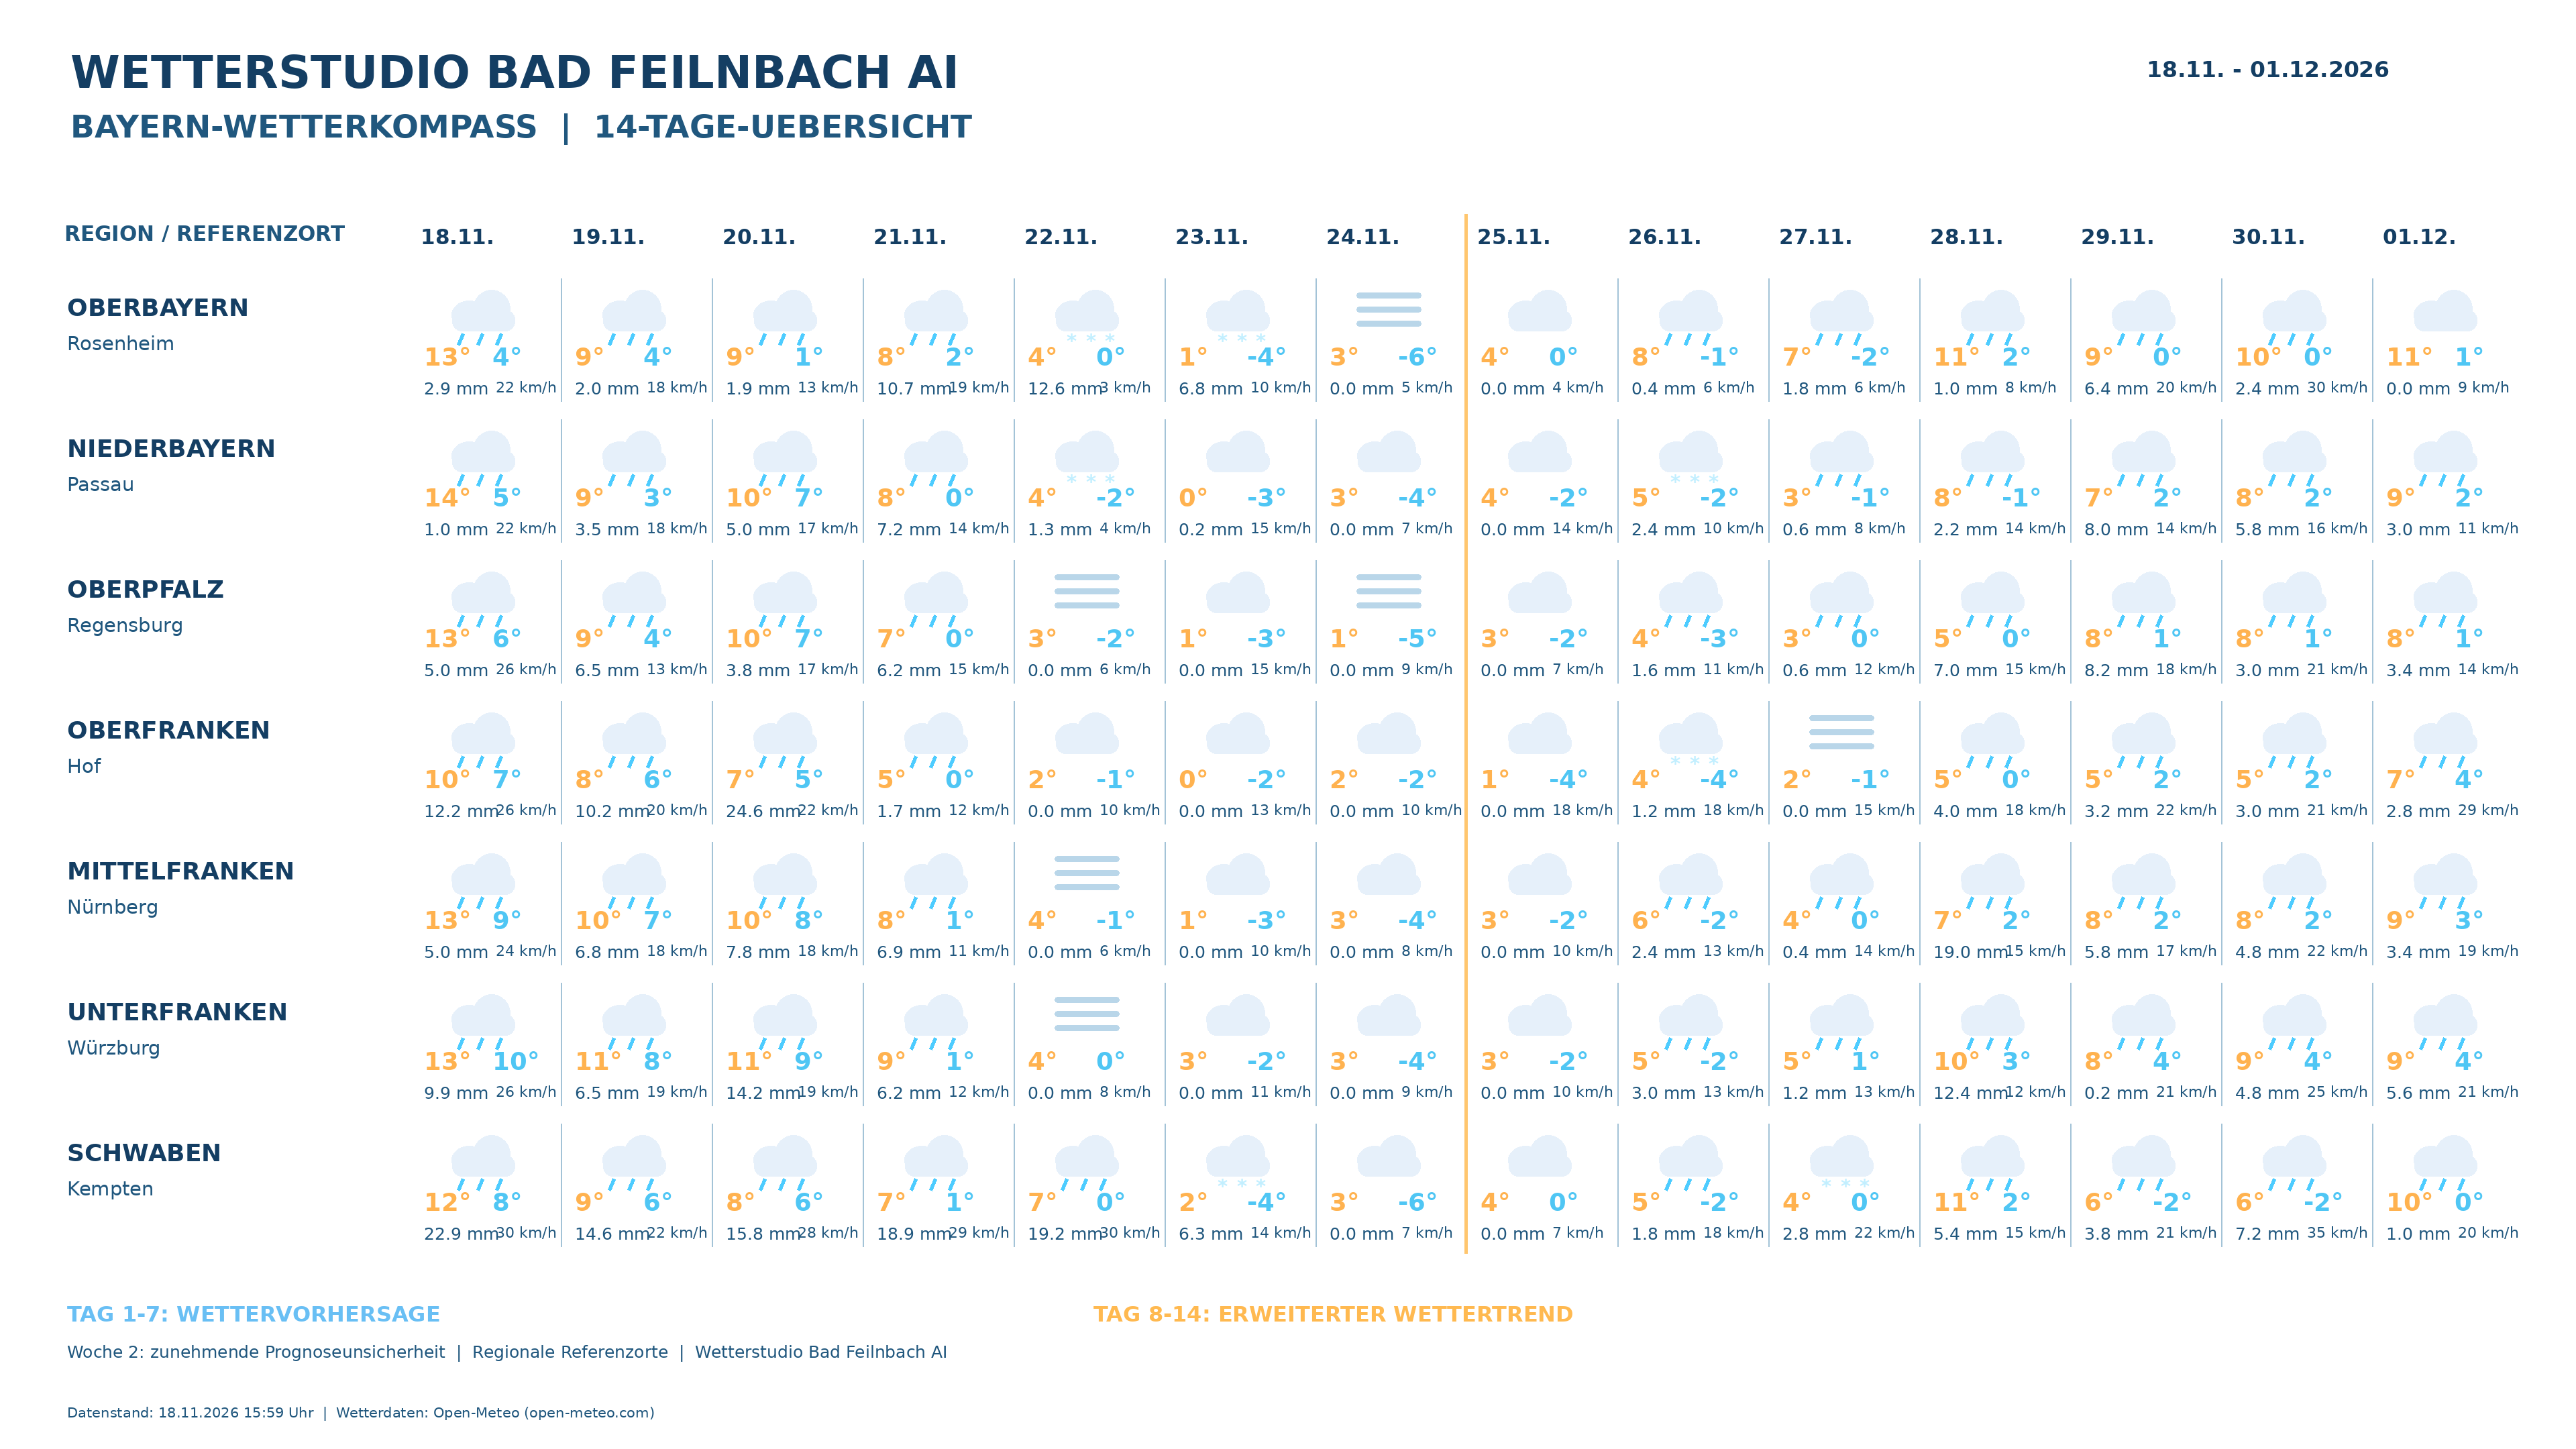 WETTERSTUDIO BAD FEILNBACH AI
18.11. - 01.12.2026
BAYERN-WETTERKOMPASS | 14-TAGE-UEBERSICHT
REGION / REFERENZORT 18.11. 19.11. 20.11. 21.11. 22.11. 23.11. 24.11. 25.11. 26.11. 27.11. 28.11. 29.11. 30.11. 01.12.
OBERBAYERN
Rosenheim
13° 4° 9° 4° 9° 1° 8° 2° 4° 0° 1° -4° 3° -6° 4° 0° 8° -1° 7° -2° 11° 2° 9° 0° 10° 0° 11° 1°
2.9 mm 22 km/h 2.0 mm 18 km/h 1.9 mm 13 km/h 10.7 mm 19 km/h 12.6 mm 3 km/h 6.8 mm 10 km/h 0.0 mm 5 km/h 0.0 mm 4 km/h 0.4 mm 6 km/h 1.8 mm 6 km/h 1.0 mm 8 km/h 6.4 mm 20 km/h 2.4 mm 30 km/h 0.0 mm 9 km/h
NIEDERBAYERN
Passau
14° 5° 9° 3° 10° 7° 8° 0° 4° -2° 0° -3° 3° -4° 4° -2° 5° -2° 3° -1° 8° -1° 7° 2° 8° 2° 9° 2°
1.0 mm 22 km/h 3.5 mm 18 km/h 5.0 mm 17 km/h 7.2 mm 14 km/h 1.3 mm 4 km/h 0.2 mm 15 km/h 0.0 mm 7 km/h 0.0 mm 14 km/h 2.4 mm 10 km/h 0.6 mm 8 km/h 2.2 mm 14 km/h 8.0 mm 14 km/h 5.8 mm 16 km/h 3.0 mm 11 km/h
OBERPFALZ
Regensburg
13° 6° 9° 4° 10° 7° 7° 0° 3° -2° 1° -3° 1° -5° 3° -2° 4° -3° 3° 0° 5° 0° 8° 1° 8° 1° 8° 1°
5.0 mm 26 km/h 6.5 mm 13 km/h 3.8 mm 17 km/h 6.2 mm 15 km/h 0.0 mm 6 km/h 0.0 mm 15 km/h 0.0 mm 9 km/h 0.0 mm 7 km/h 1.6 mm 11 km/h 0.6 mm 12 km/h 7.0 mm 15 km/h 8.2 mm 18 km/h 3.0 mm 21 km/h 3.4 mm 14 km/h
OBERFRANKEN
Hof
10° 7° 8° 6° 7° 5° 5° 0° 2° -1° 0° -2° 2° -2° 1° -4° 4° -4° 2° -1° 5° 0° 5° 2° 5° 2° 7° 4°
12.2 mm 26 km/h 10.2 mm 20 km/h 24.6 mm 22 km/h 1.7 mm 12 km/h 0.0 mm 10 km/h 0.0 mm 13 km/h 0.0 mm 10 km/h 0.0 mm 18 km/h 1.2 mm 18 km/h 0.0 mm 15 km/h 4.0 mm 18 km/h 3.2 mm 22 km/h 3.0 mm 21 km/h 2.8 mm 29 km/h
MITTELFRANKEN
Nürnberg
13° 9° 10° 7° 10° 8° 8° 1° 4° -1° 1° -3° 3° -4° 3° -2° 6° -2° 4° 0° 7° 2° 8° 2° 8° 2° 9° 3°
5.0 mm 24 km/h 6.8 mm 18 km/h 7.8 mm 18 km/h 6.9 mm 11 km/h 0.0 mm 6 km/h 0.0 mm 10 km/h 0.0 mm 8 km/h 0.0 mm 10 km/h 2.4 mm 13 km/h 0.4 mm 14 km/h 19.0 mm 15 km/h 5.8 mm 17 km/h 4.8 mm 22 km/h 3.4 mm 19 km/h
UNTERFRANKEN
Würzburg
13° 10° 11° 8° 11° 9° 9° 1° 4° 0° 3° -2° 3° -4° 3° -2° 5° -2° 5° 1° 10° 3° 8° 4° 9° 4° 9° 4°
9.9 mm 26 km/h 6.5 mm 19 km/h 14.2 mm 19 km/h 6.2 mm 12 km/h 0.0 mm 8 km/h 0.0 mm 11 km/h 0.0 mm 9 km/h 0.0 mm 10 km/h 3.0 mm 13 km/h 1.2 mm 13 km/h 12.4 mm 12 km/h 0.2 mm 21 km/h 4.8 mm 25 km/h 5.6 mm 21 km/h
SCHWABEN
Kempten
12° 8° 9° 6° 8° 6° 7° 1° 7° 0° 2° -4° 3° -6° 4° 0° 5° -2° 4° 0° 11° 2° 6° -2° 6° -2° 10° 0°
22.9 mm 30 km/h 14.6 mm 22 km/h 15.8 mm 28 km/h 18.9 mm 29 km/h 19.2 mm 30 km/h 6.3 mm 14 km/h 0.0 mm 7 km/h 0.0 mm 7 km/h 1.8 mm 18 km/h 2.8 mm 22 km/h 5.4 mm 15 km/h 3.8 mm 21 km/h 7.2 mm 35 km/h 1.0 mm 20 km/h
TAG 1-7: WETTERVORHERSAGE
TAG 8-14: ERWEITERTER WETTERTREND
Woche 2: zunehmende Prognoseunsicherheit | Regionale Referenzorte | Wetterstudio Bad Feilnbach AI
Datenstand: 18.11.2026 15:59 Uhr | Wetterdaten: Open-Meteo (open-meteo.com)